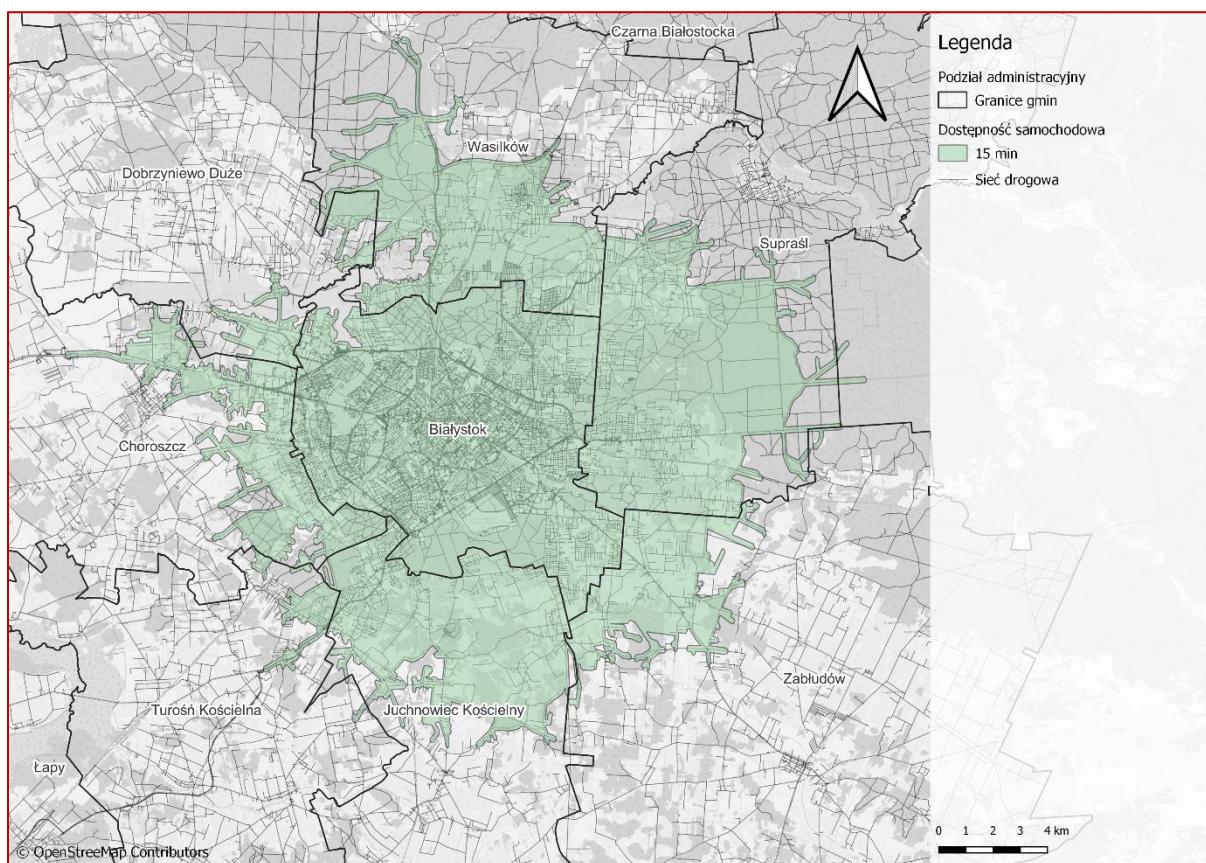 Czarna Białostocka
Wasilków
Dobrzyniewo Duże
Supraśl
Białystok
Choroszcz
Zabłudów
Turośń Kościelna
Juchnowiec Kościelny
Łapy
© OpenStreetMap Contributors
Legenda
Podział administracyjny
Granice gmin
Dostępność samochodowa
15 min
Sieć drogowa
0 1 2 3 4 km